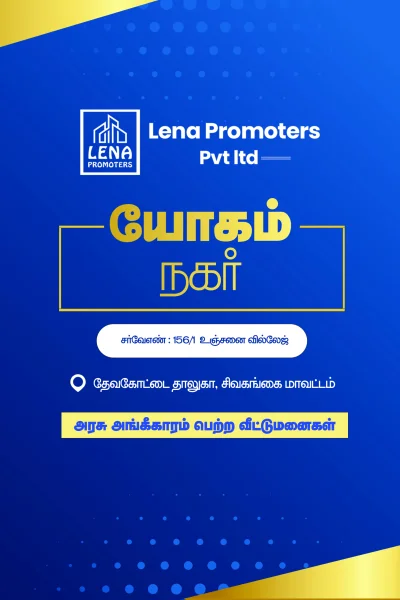 LENA
PROMOTERS
Lena Promoters
Pvt ltd
யோகம்
நகர்
சர்வேஎண் : 156/1 உஞ்சனை வில்லேஜ்
தேவகோட்டை தாலுகா, சிவகங்கை மாவட்டம்
அரசு அங்கீகாரம் பெற்ற வீட்டுமனைகள்